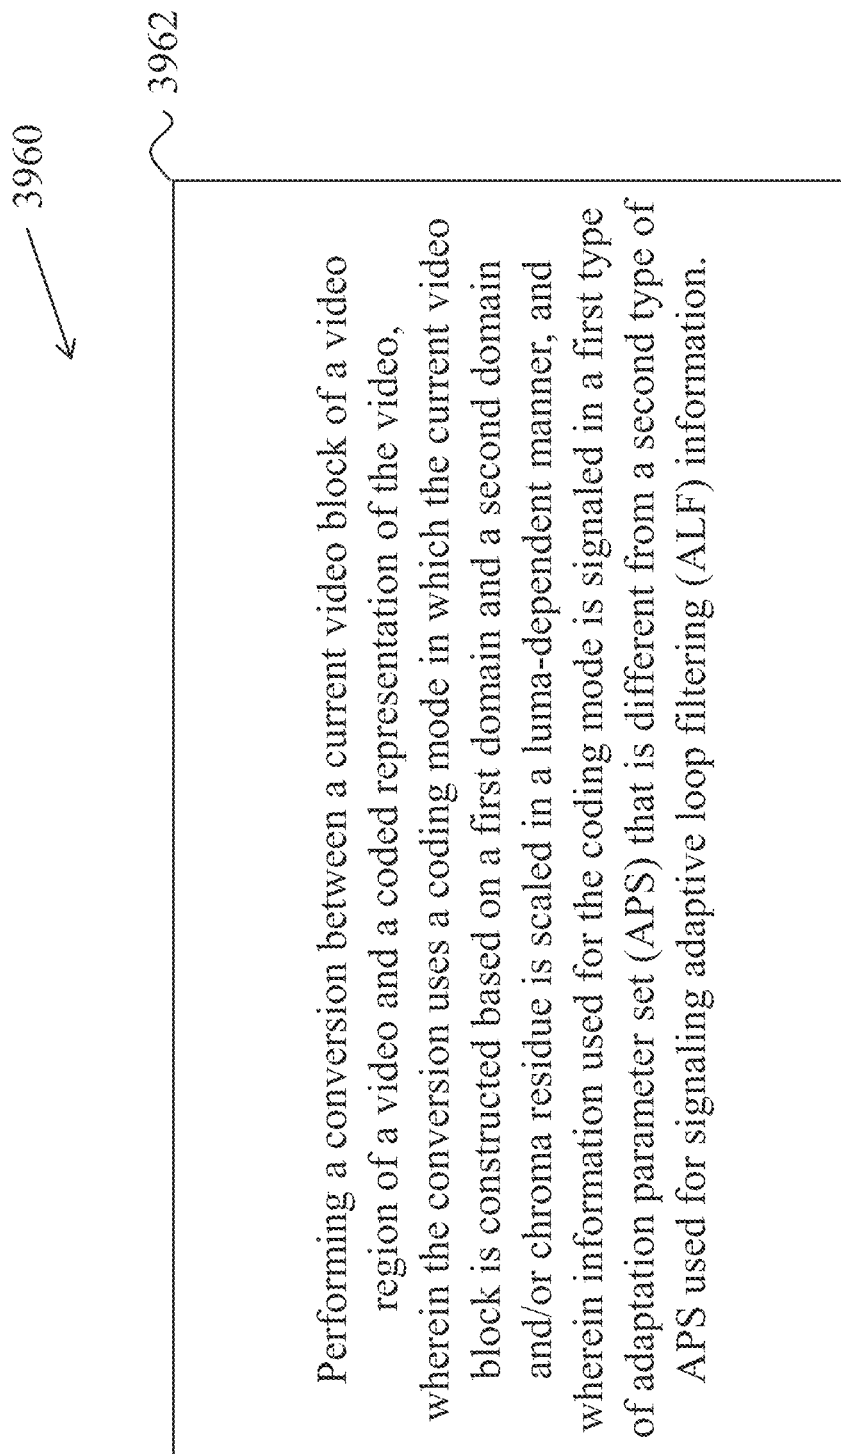 3960
3962
Performing a conversion between a current video block of a video
region of a video and a coded representation of the video,
wherein the conversion uses a coding mode in which the current video
block is constructed based on a first domain and a second domain
and/or chroma residue is scaled in a luma-dependent manner, and
wherein information used for the coding mode is signaled in a first type
of adaptation parameter set (APS) that is different from a second type of
APS used for signaling adaptive loop filtering (ALF) information.